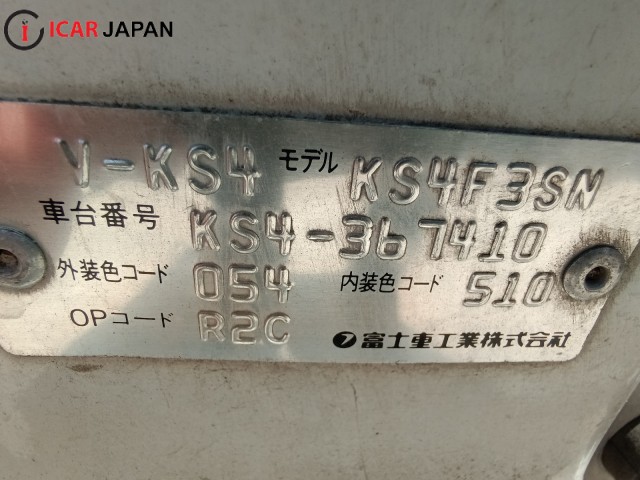 ICAR JAPAN
V-KS4 モデル KS4F3SN
車台番号 KS4-367410
外装色コード 054 内装色コード 510
OPコード R2C
富士重工業株式会社